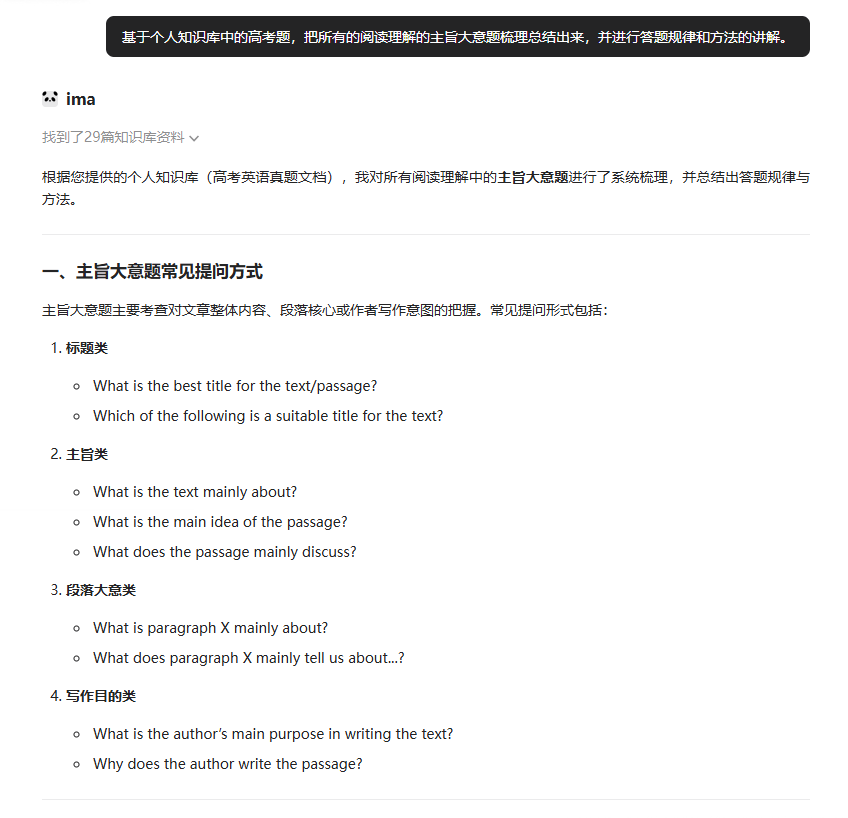 基于个人知识库中的高考题，把所有的阅读理解的主旨大意题梳理总结出来，并进行答题规律和方法的讲解。
ima
找到了29篇知识库资料
根据您提供的个人知识库（高考英语真题文档），我对所有阅读理解中的主旨大意题进行了系统梳理，并总结出答题规律与
方法。
一、主旨大意题常见提问方式
主旨大意题主要考查对文章整体内容、段落核心或作者写作意图的把握。常见提问形式包括：
1. 标题类
What is the best title for the text/passage?
Which of the following is a suitable title for the text?
2. 主旨类
What is the text mainly about?
What is the main idea of the passage?
What does the passage mainly discuss?
3. 段落大意类
What is paragraph X mainly about?
What does paragraph X mainly tell us about...?
4. 写作目的类
What is the author’s main purpose in writing the text?
Why does the author write the passage?